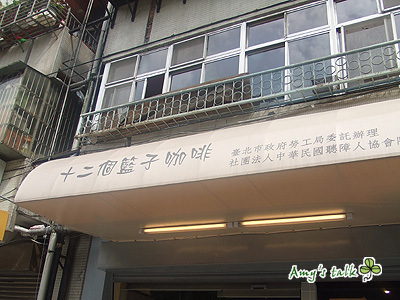 十二個籃子咖啡
臺北市政府勞工局委託辦理
社團法人中華民國聽障人協會
Amy's talk